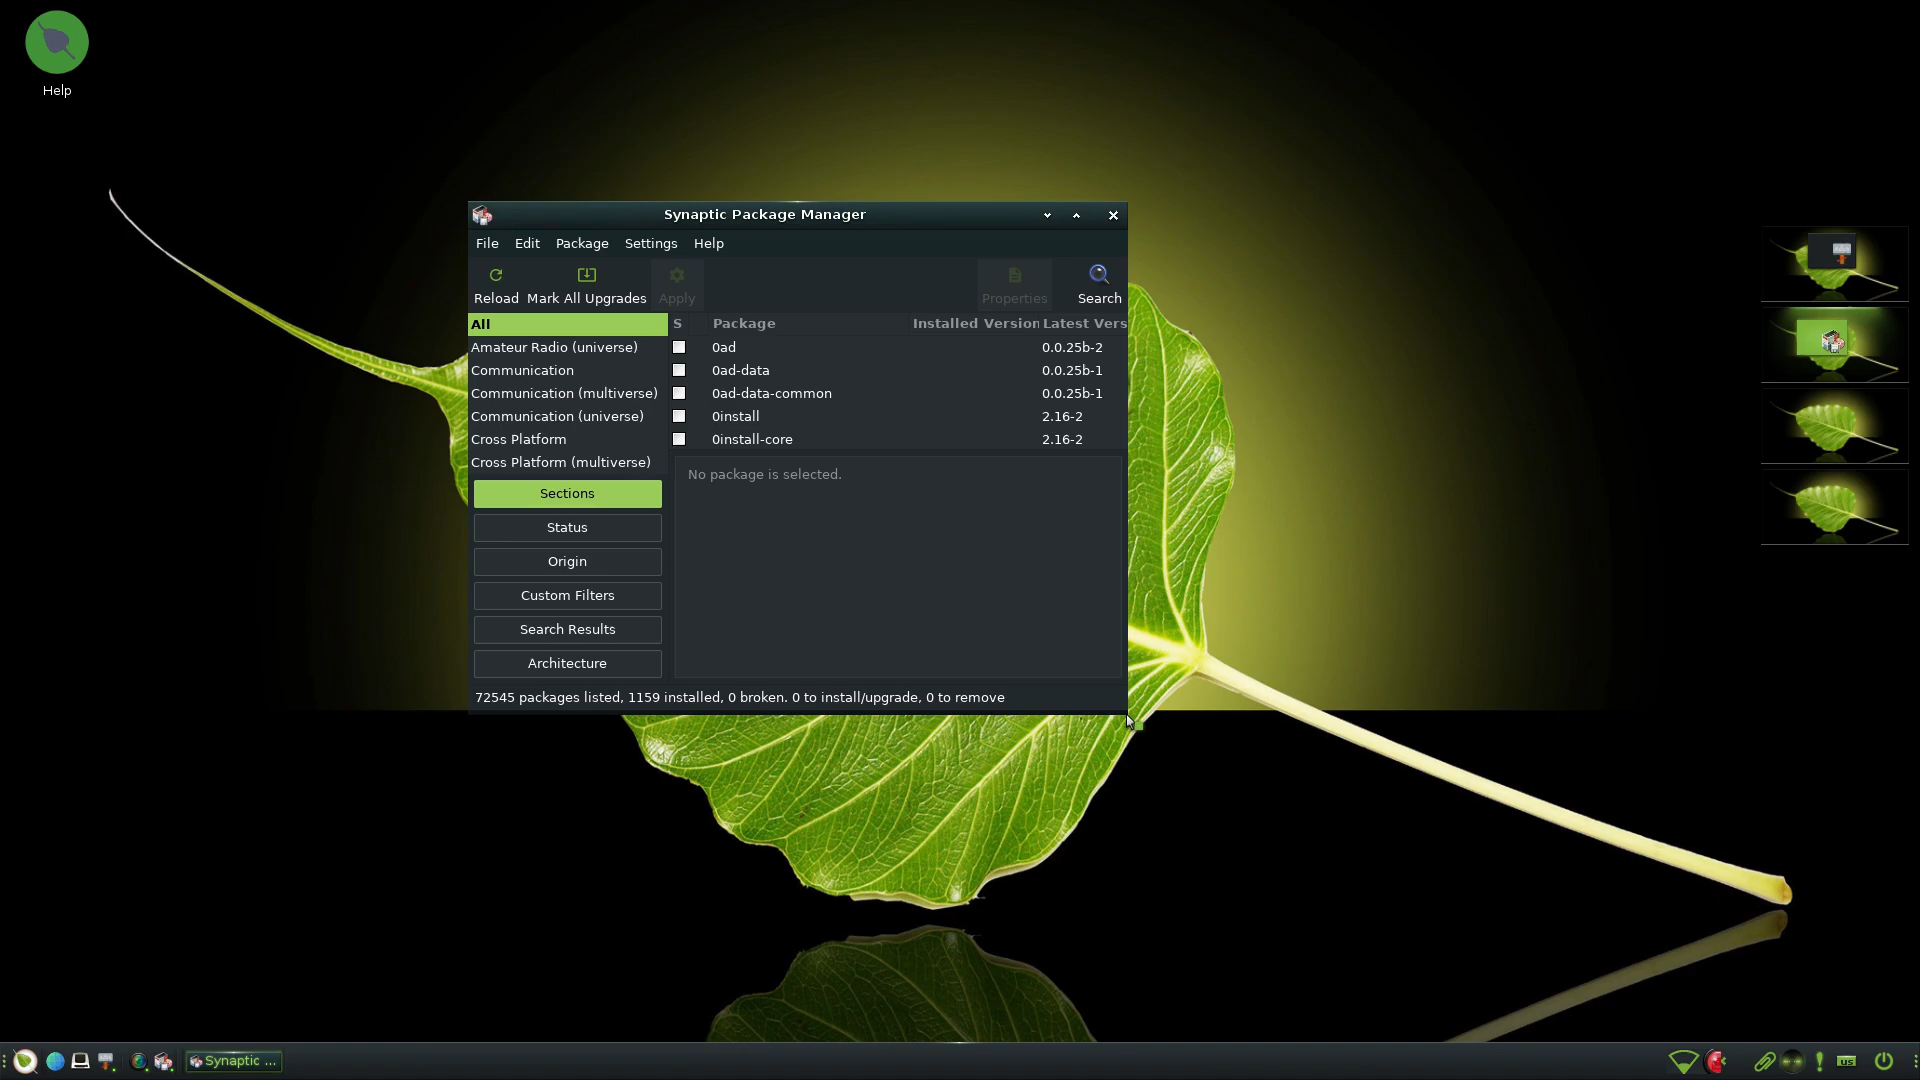 Help
Synaptic Package Manager
File Edit Package Settings Help
Reload Mark All Upgrades Apply Properties Search
All
Amateur Radio (universe)
Communication
Communication (multiverse)
Communication (universe)
Cross Platform
Cross Platform (multiverse)
Sections
Status
Origin
Custom Filters
Search Results
Architecture
S Package Installed Version Latest Vers
0ad 0.0.25b-2
0ad-data 0.0.25b-1
0ad-data-common 0.0.25b-1
0install 2.16-2
0install-core 2.16-2
No package is selected.
72545 packages listed, 1159 installed, 0 broken. 0 to install/upgrade, 0 to remove
Synaptic ...
us